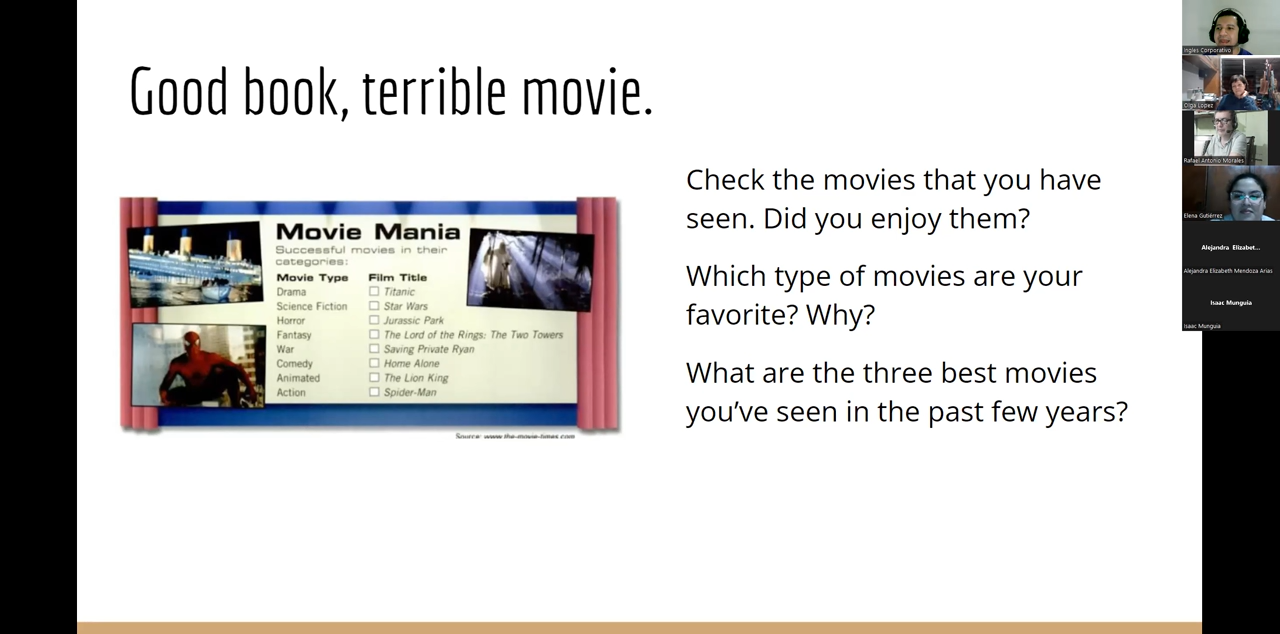 Good book, terrible movie.
Movie Mania
Successful movies in their
categories:
Movie Type Film Title
Drama Titanic
Science Fiction Star Wars
Horror Jurassic Park
Fantasy The Lord of the Rings: The Two Towers
War Saving Private Ryan
Comedy Home Alone
Animated The Lion King
Action Spider-Man
Source: www.the-movie-times.com
Check the movies that you have
seen. Did you enjoy them?
Which type of movies are your
favorite? Why?
What are the three best movies
you’ve seen in the past few years?
Ingles Corporativo
Olga Lopez
Rafael Antonio Morales
Elena Gutiérrez
Alejandra Elizabet...
Alejandra Elizabeth Mendoza Arias
Isaac Munguia
Isaac Munguia